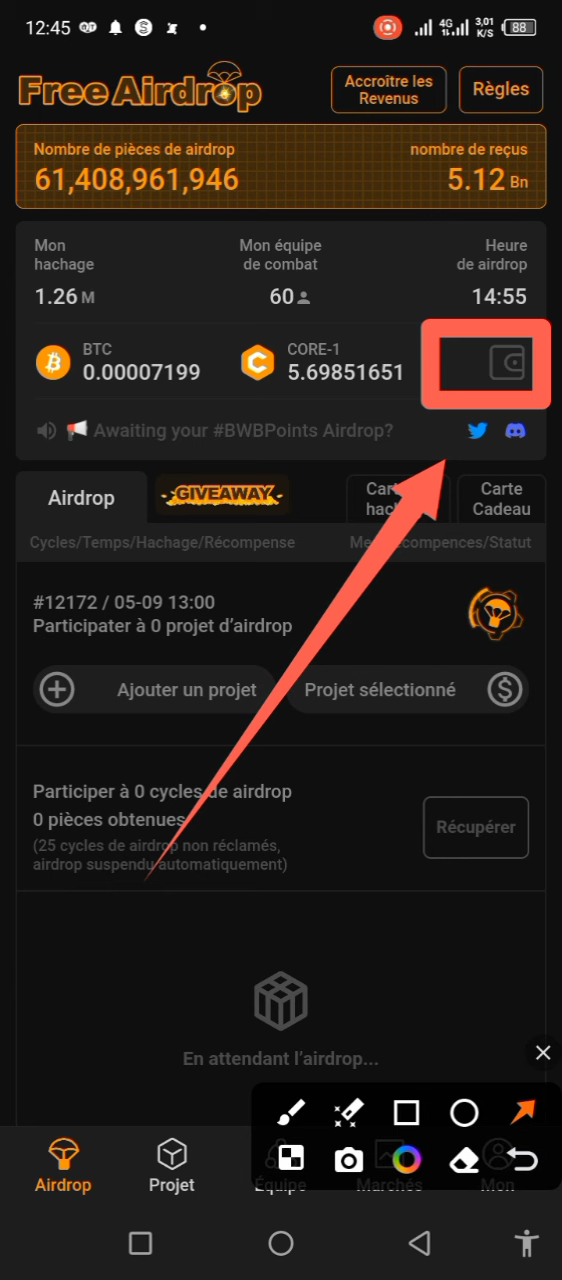 12:45
4G
3,01 K/S
88
Free Airdrop
Accroître les
Revenus
Règles
Nombre de pièces de airdrop
nombre de reçus
61,408,961,946
5.12 Bn
Mon
hachage
Mon équipe
de combat
Heure
de airdrop
1.26 M
60
14:55
BTC
0.00007199
CORE-1
5.69851651
Awaiting your #BWBPoints Airdrop?
Airdrop
GIVEAWAY
Carte
Cadeau
Cycles/Temps/Hachage/Récompense
#12172 / 05-09 13:00
Participater à 0 projet d'airdrop
Ajouter un projet
Projet sélectionné
Participer à 0 cycles de airdrop
0 pièces obtenues
(25 cycles de airdrop non réclamés,
airdrop suspendu automatiquement)
Récupérer
En attendant l'airdrop...
Airdrop
Projet
Équipe
Marchés
Mon